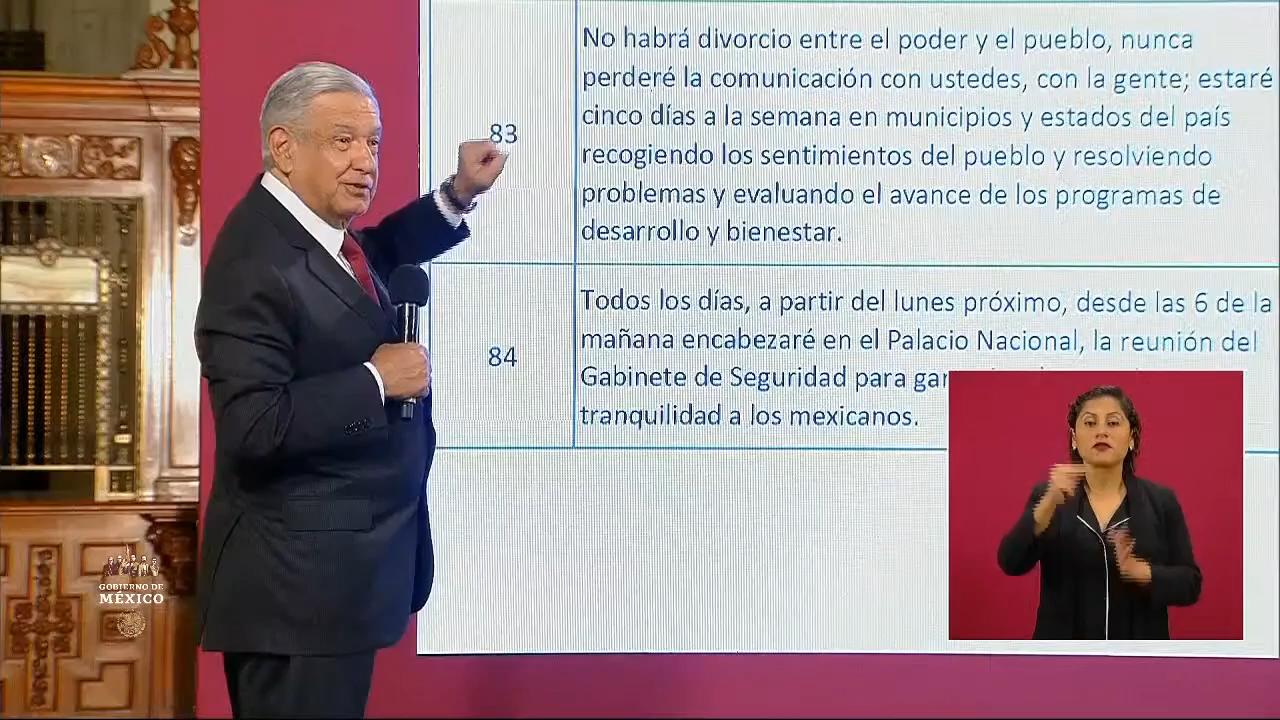 83
No habrá divorcio entre el poder y el pueblo, nunca
perderé la comunicación con ustedes, con la gente; estaré
cinco días a la semana en municipios y estados del país
recogiendo los sentimientos del pueblo y resolviendo
problemas y evaluando el avance de los programas de
desarrollo y bienestar.
84
Todos los días, a partir del lunes próximo, desde las 6 de la
mañana encabezaré en el Palacio Nacional, la reunión del
Gabinete de Seguridad para
tranquilidad a los mexicanos.
GOBIERNO DE
MÉXICO